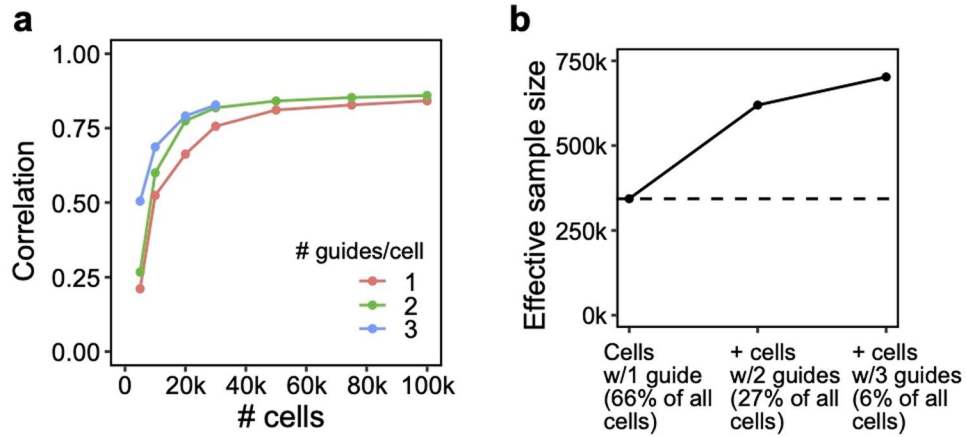 a
1.00
0.75
0.50
0.25
0.00
Correlation
0 20k 40k 60k 80k 100k
# cells
# guides/cell
1
2
3
b
750k
500k
250k
0k
Effective sample size
Cells
w/1 guide
(66% of all
cells)
+ cells
w/2 guides
(27% of all
cells)
+ cells
w/3 guides
(6% of all
cells)